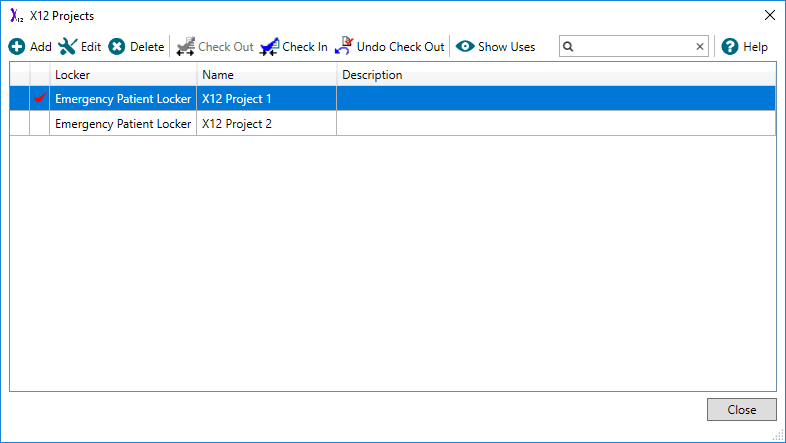 X12 Projects
Add Edit Delete Check Out Check In Undo Check Out Show Uses Help
Locker Name Description
Emergency Patient Locker X12 Project 1
Emergency Patient Locker X12 Project 2
Close